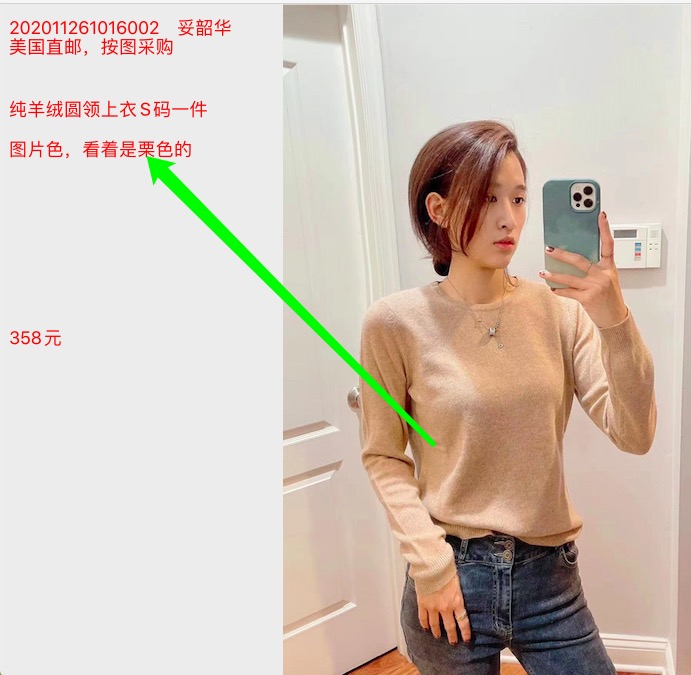 202011261016002 妥韶华
美国直邮，按图采购
纯羊绒圆领上衣S码一件
图片色，看着是栗色的
358元